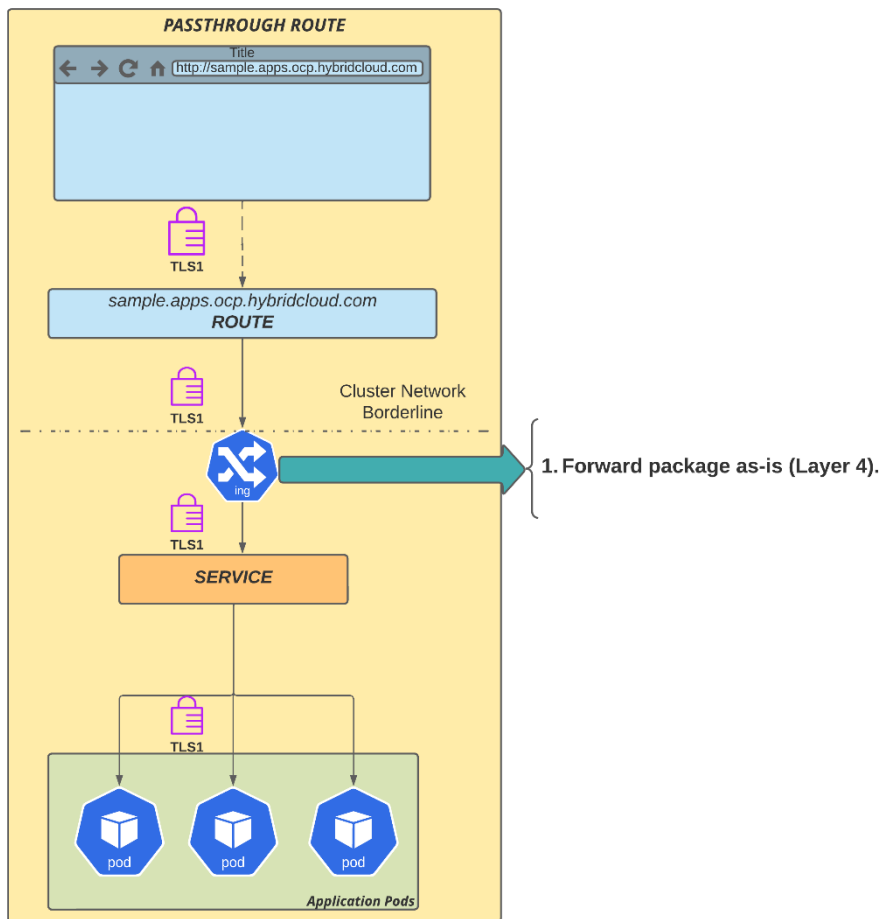 PASSTHROUGH ROUTE
Title
http://sample.apps.ocp.hybridcloud.com
TLS1
sample.apps.ocp.hybridcloud.com
ROUTE
TLS1
Cluster Network
Borderline
ing
1. Forward package as-is (Layer 4).
TLS1
SERVICE
TLS1
pod
pod
pod
Application Pods